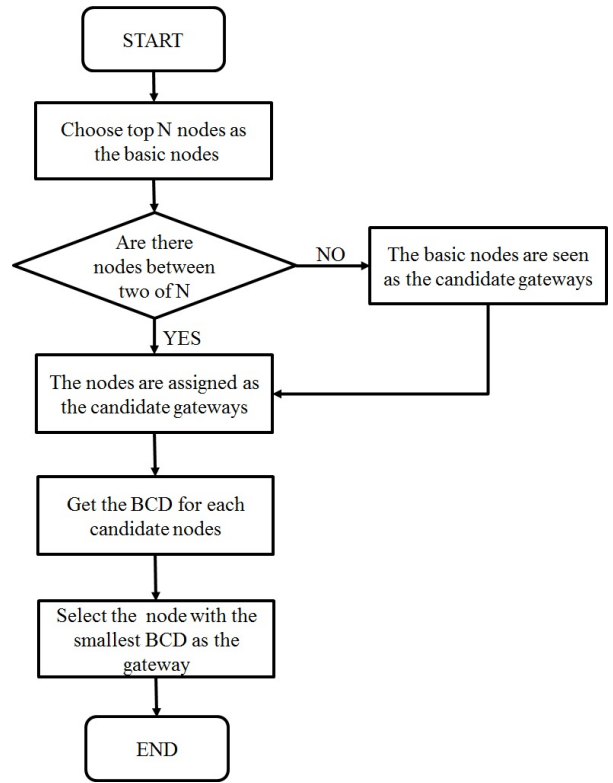 START
Choose top N nodes as
the basic nodes
Are there
nodes between
two of N
NO
The basic nodes are seen
as the candidate gateways
YES
The nodes are assigned as
the candidate gateways
Get the BCD for each
candidate nodes
Select the node with the
smallest BCD as the
gateway
END